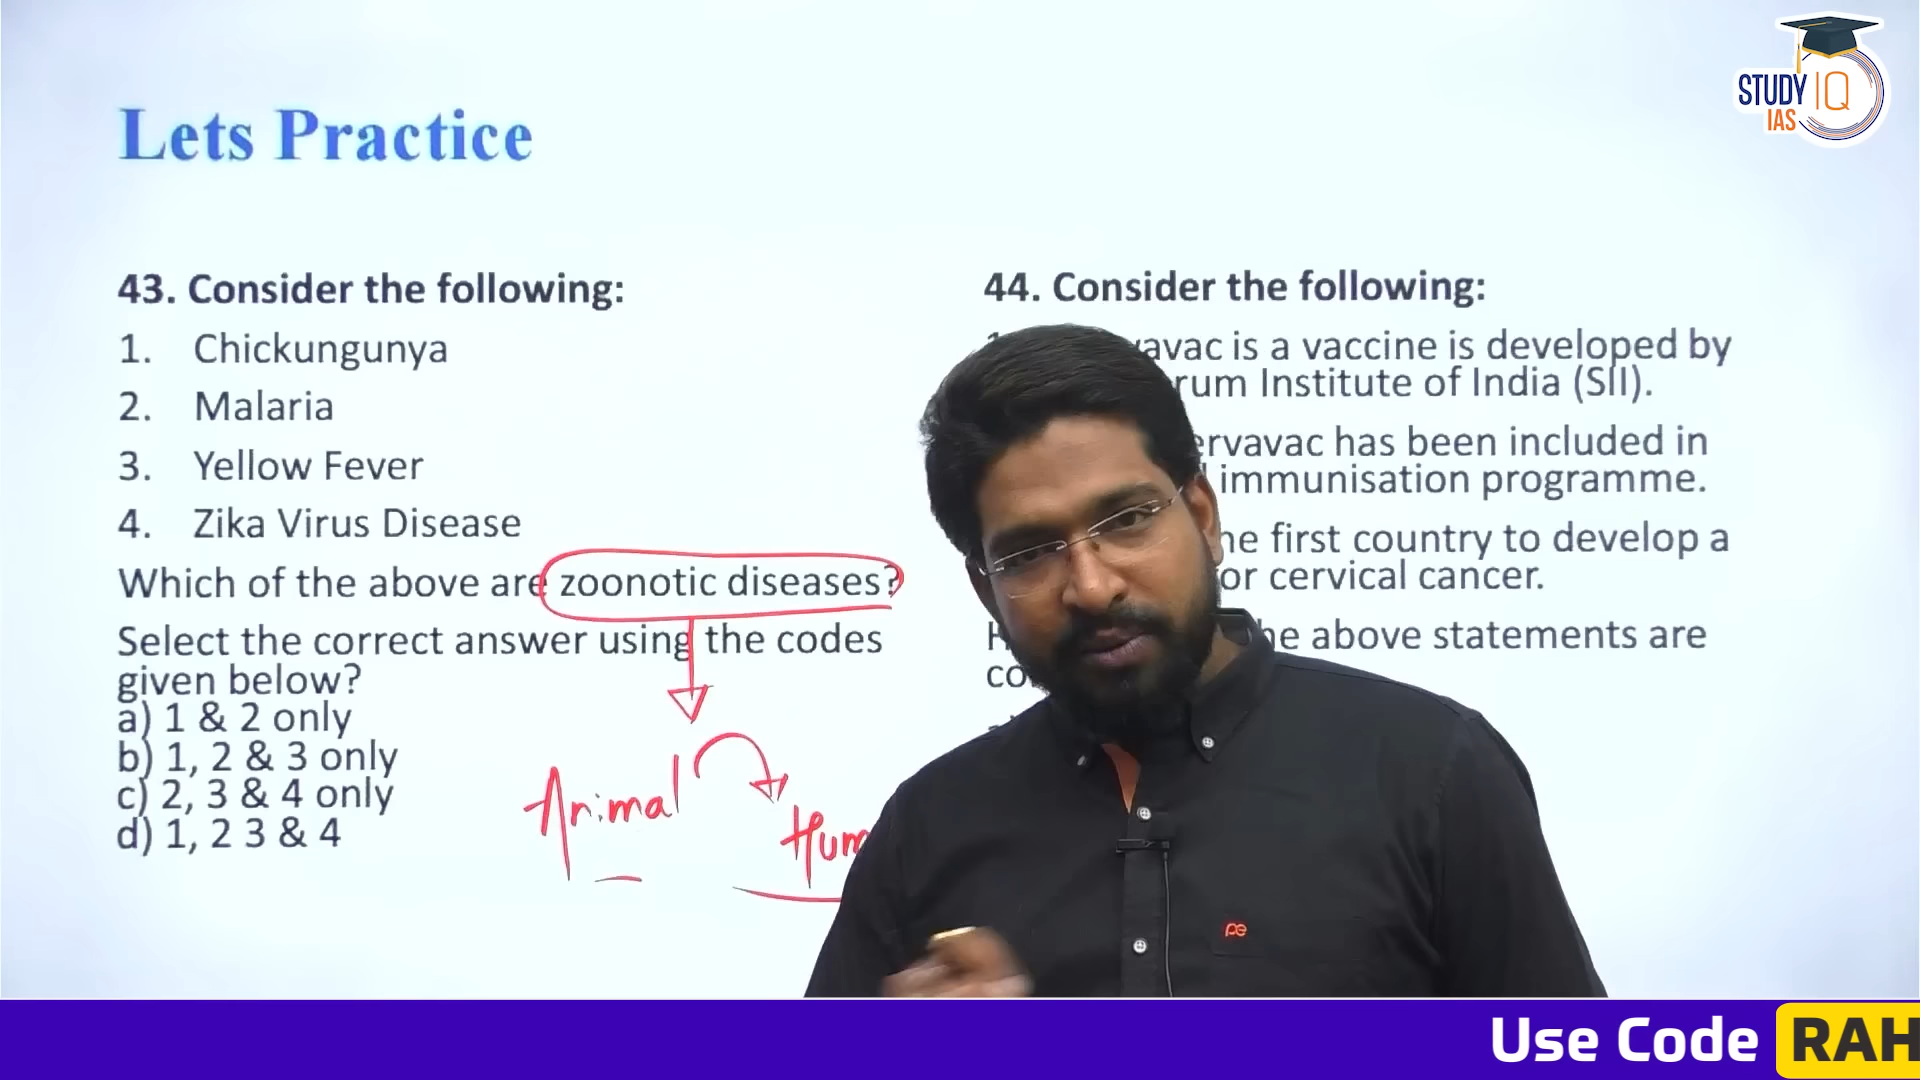 STUDY IQ
IAS
Lets Practice
43. Consider the following:
1. Chickungunya
2. Malaria
3. Yellow Fever
4. Zika Virus Disease
Which of the above are zoonotic diseases?
Select the correct answer using the codes
given below?
a) 1 & 2 only
b) 1, 2 & 3 only
c) 2, 3 & 4 only
d) 1, 2 3 & 4
Animal
44. Consider the following:
is a vaccine is developed by
Institute of India (SII).
has been included in
immunisation programme.
first country to develop a
cervical cancer.
above statements are
pe
Use Code RAH